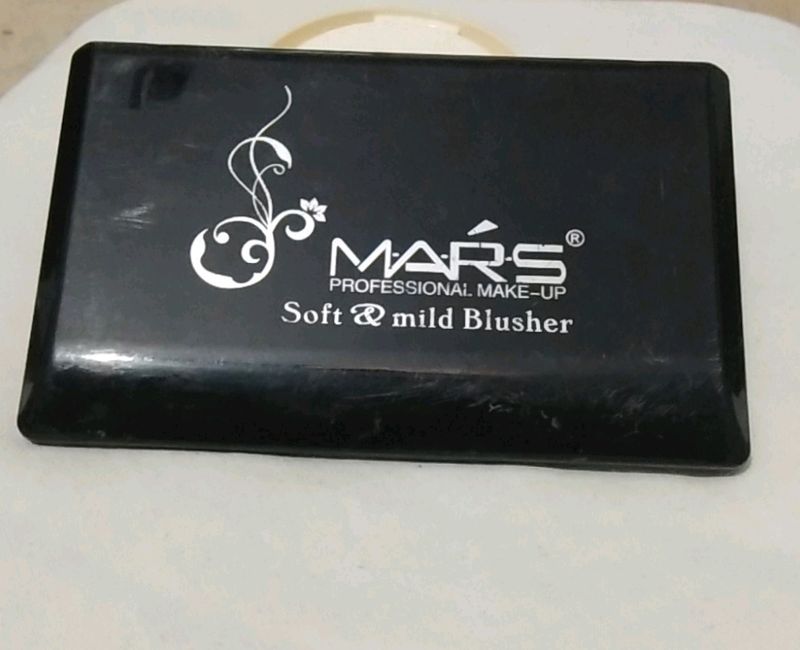 MARS®
PROFESSIONAL MAKE-UP
Soft & mild Blusher